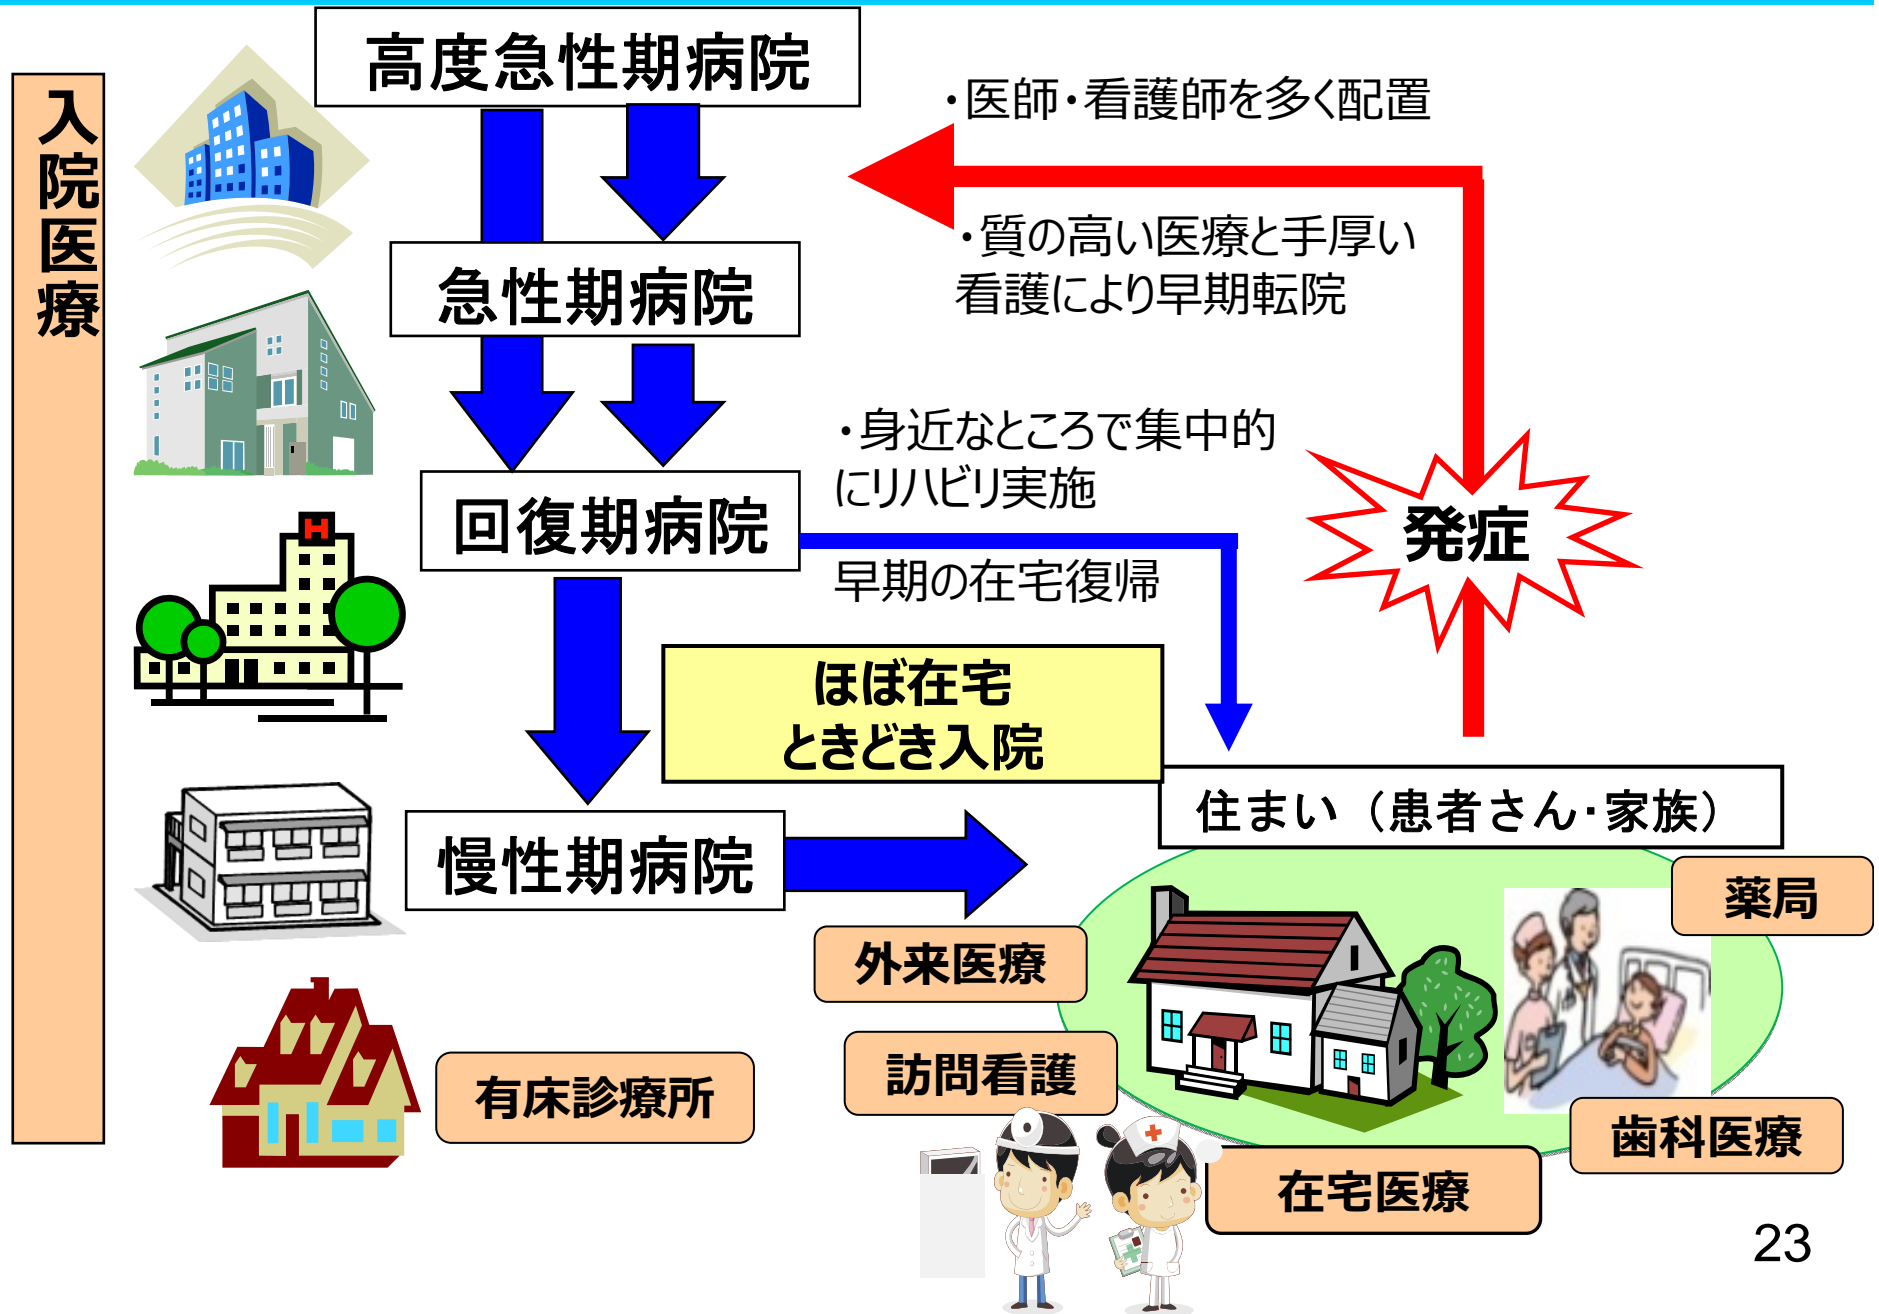 高度急性期病院
入院医療
・医師・看護師を多く配置
・質の高い医療と手厚い
看護により早期転院
急性期病院
・身近なところで集中的
にリハビリ実施
回復期病院
発症
早期の在宅復帰
H
ほぼ在宅
ときどき入院
住まい（患者さん・家族）
慢性期病院
薬局
外来医療
訪問看護
有床診療所
歯科医療
在宅医療
23